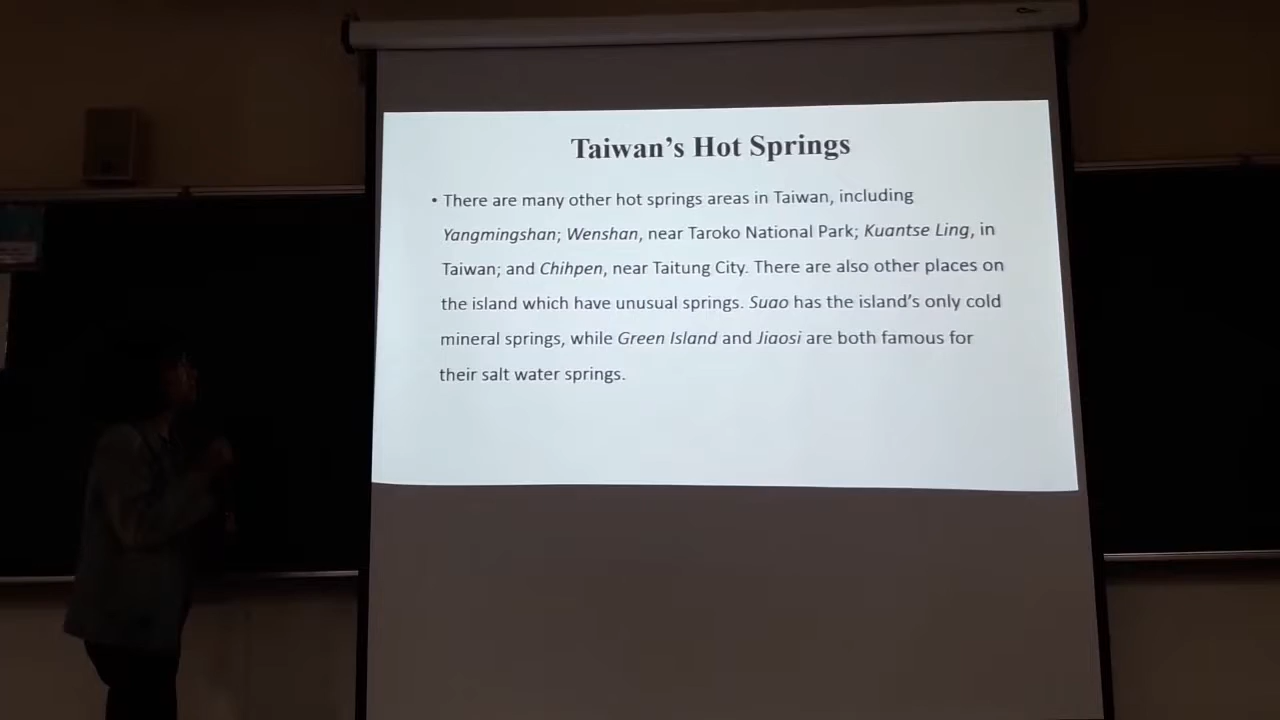 Taiwan's Hot Springs
• There are many other hot springs areas in Taiwan, including
Yangmingshan; Wenshan, near Taroko National Park; Kuantse Ling, in
Taiwan; and Chihpen, near Taitung City. There are also other places on
the island which have unusual springs. Suao has the island's only cold
mineral springs, while Green Island and Jiaosi are both famous for
their salt water springs.